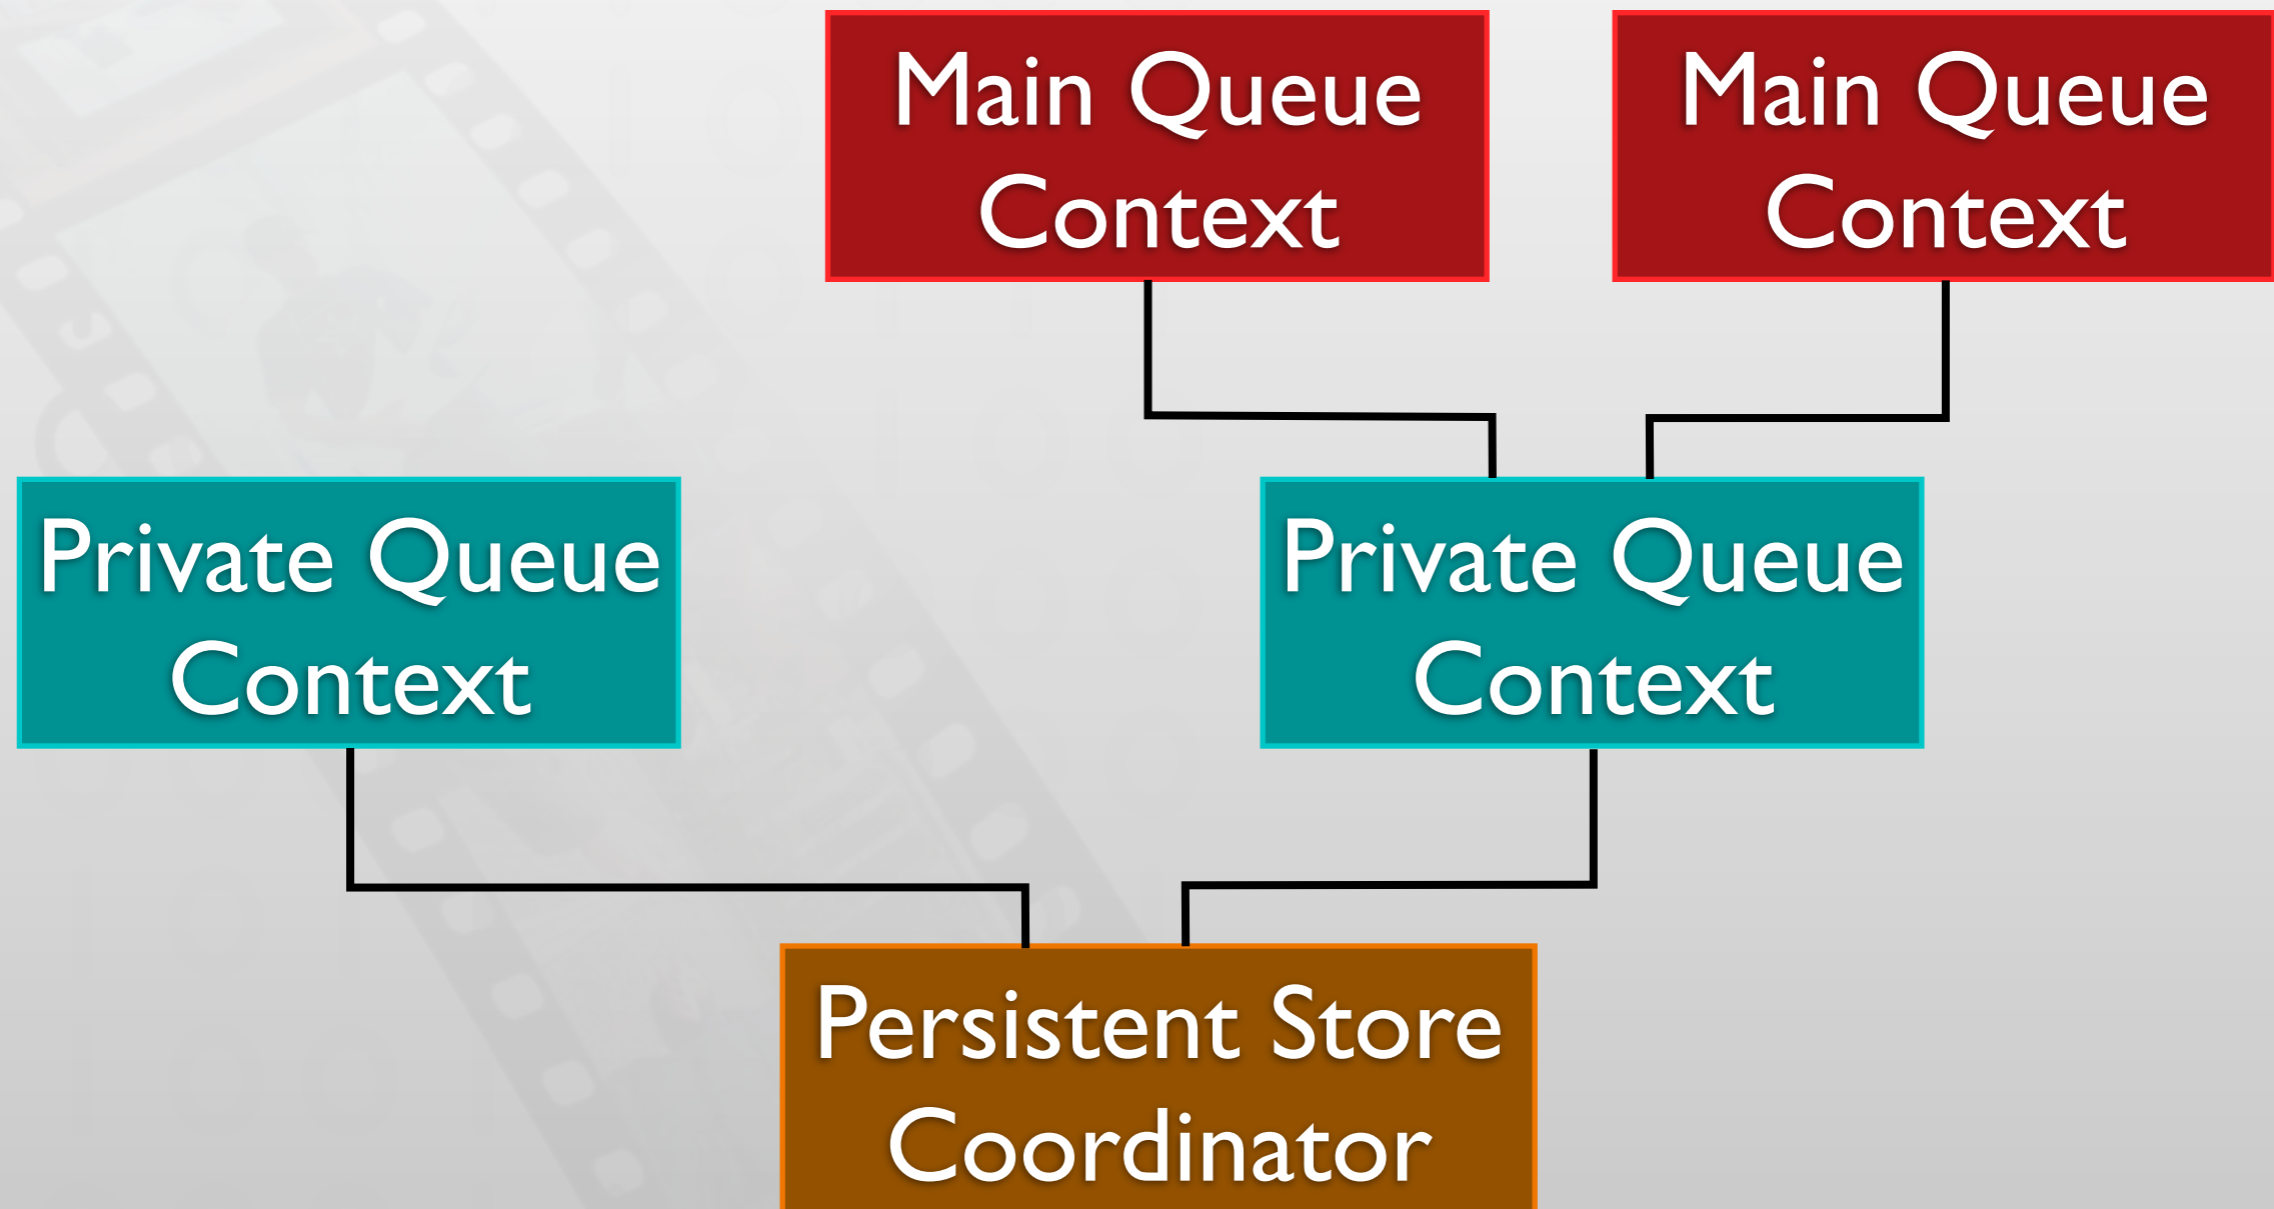 Main Queue
Context
Main Queue
Context
Private Queue
Context
Private Queue
Context
Persistent Store
Coordinator